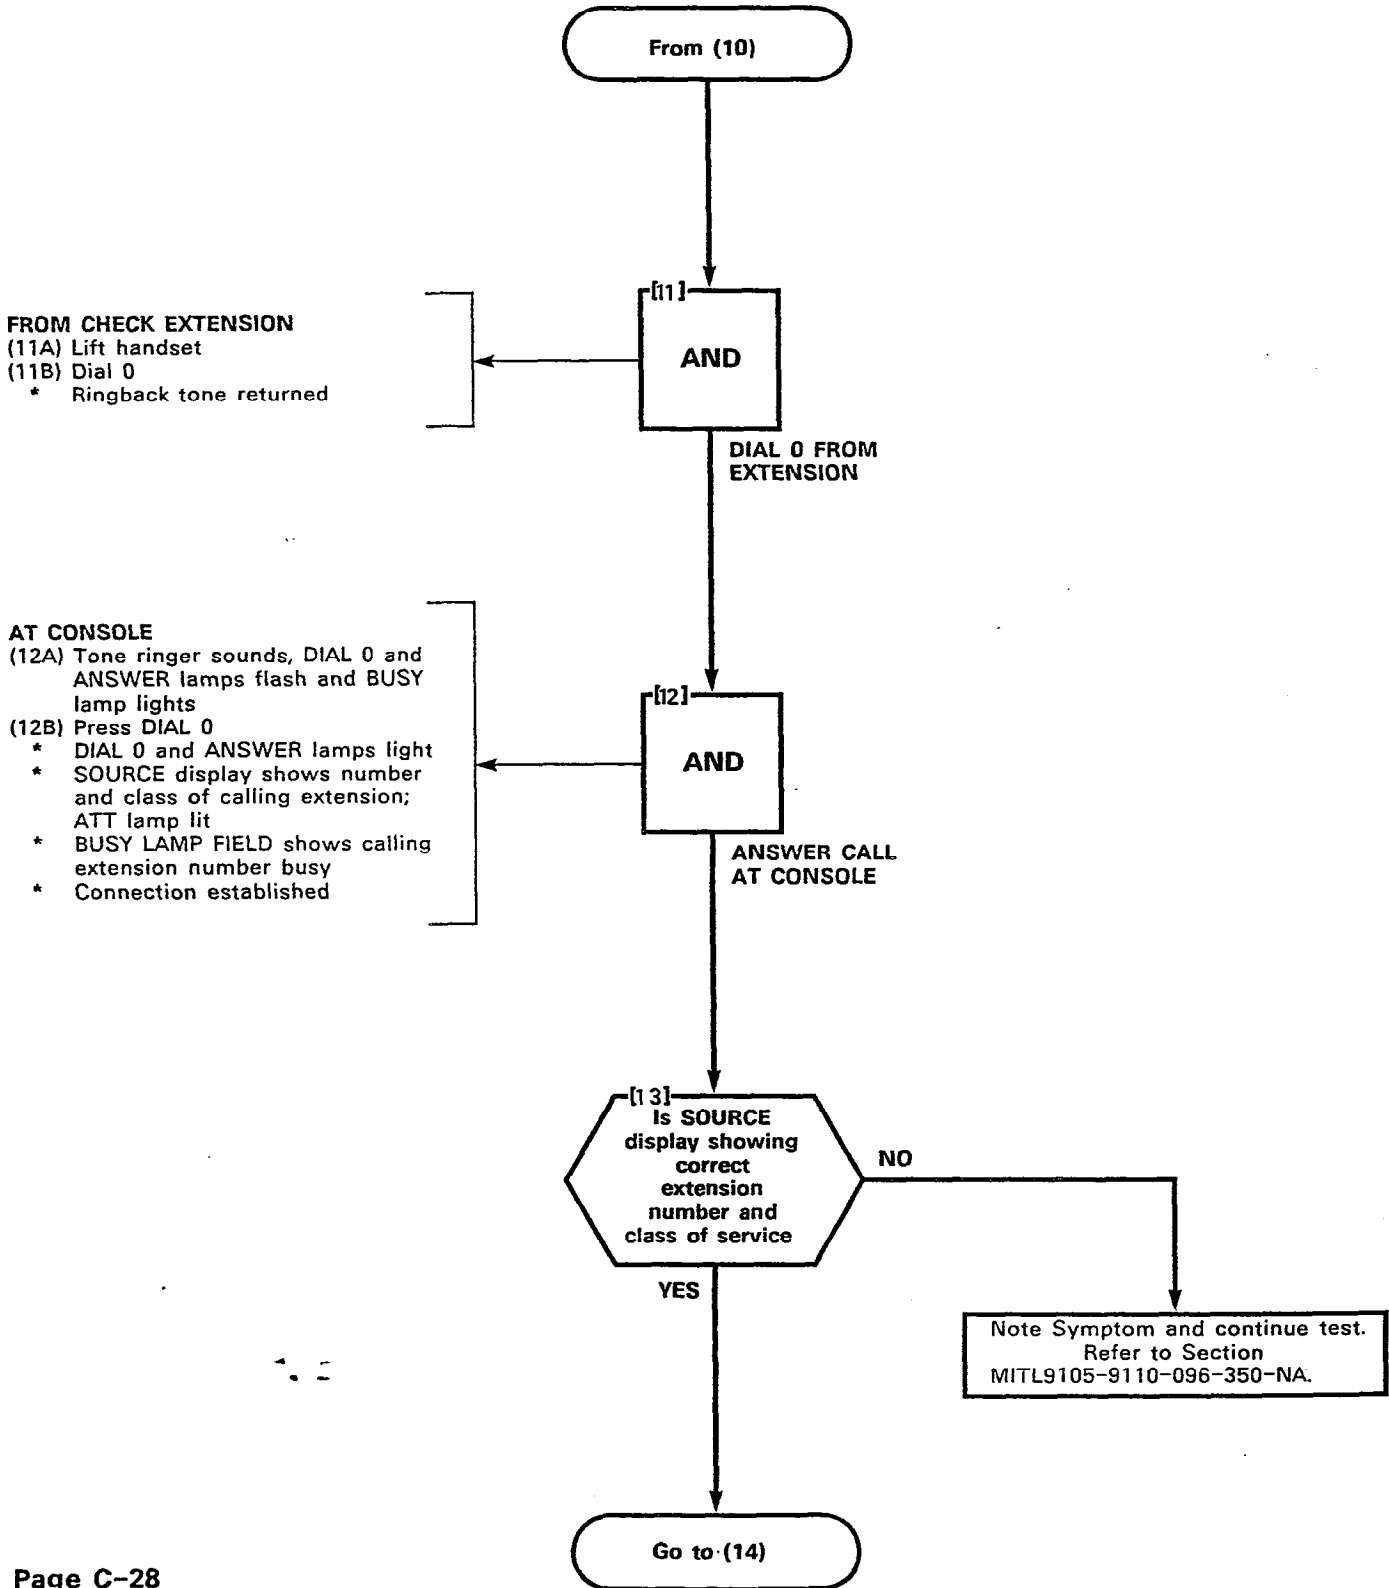 From (10)
[11]
AND
FROM CHECK EXTENSION
(11A) Lift handset
(11B) Dial 0
* Ringback tone returned
DIAL 0 FROM
EXTENSION
[12]
AND
AT CONSOLE
(12A) Tone ringer sounds, DIAL 0 and
ANSWER lamps flash and BUSY
lamp lights
(12B) Press DIAL 0
* DIAL 0 and ANSWER lamps light
* SOURCE display shows number
and class of calling extension;
ATT lamp lit
* BUSY LAMP FIELD shows calling
extension number busy
* Connection established
ANSWER CALL
AT CONSOLE
[13]
Is SOURCE
display showing
correct
extension
number and
class of service
NO
YES
Note Symptom and continue test.
Refer to Section
MITL9105-9110-096-350-NA.
Go to (14)
Page C-28